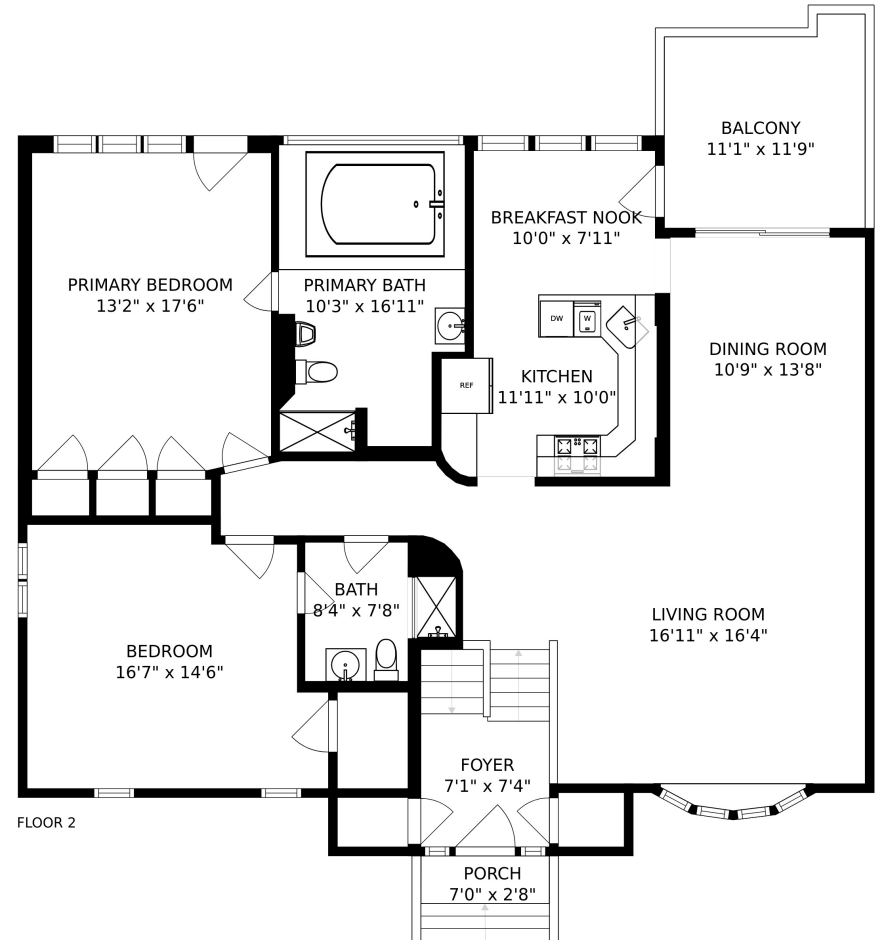 BALCONY
11'1" x 11'9"
BREAKFAST NOOK
10'0" x 7'11"
PRIMARY BEDROOM
13'2" x 17'6"
PRIMARY BATH
10'3" x 16'11"
DW
W
DINING ROOM
10'9" x 13'8"
REF
KITCHEN
11'11" x 10'0"
BATH
8'4" x 7'8"
LIVING ROOM
16'11" x 16'4"
BEDROOM
16'7" x 14'6"
FOYER
7'1" x 7'4"
FLOOR 2
PORCH
7'0" x 2'8"